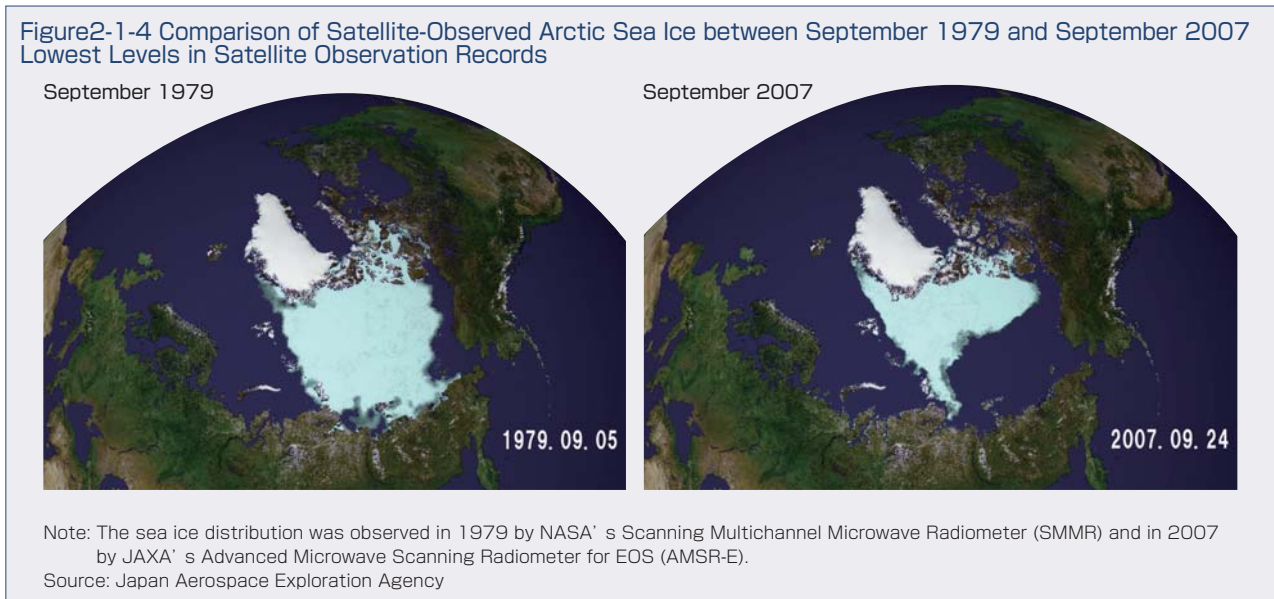 Figure2-1-4 Comparison of Satellite-Observed Arctic Sea Ice between September 1979 and September 2007
Lowest Levels in Satellite Observation Records
September 1979
September 2007
1979. 09. 05
2007. 09. 24
Note: The sea ice distribution was observed in 1979 by NASA' s Scanning Multichannel Microwave Radiometer (SMMR) and in 2007
by JAXA' s Advanced Microwave Scanning Radiometer for EOS (AMSR-E).
Source: Japan Aerospace Exploration Agency